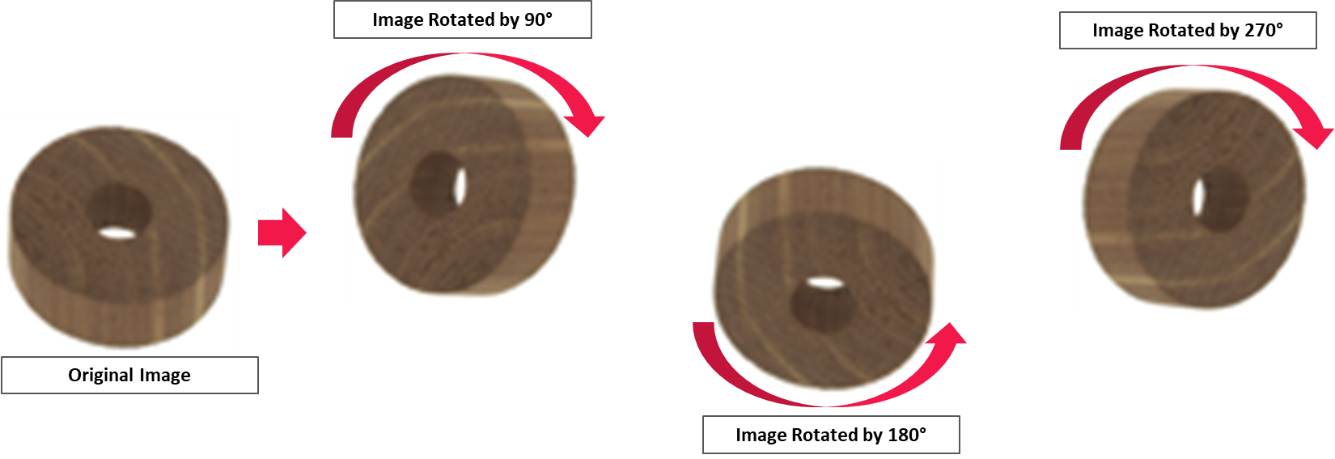 Image Rotated by 90°
Image Rotated by 270°
Original Image
Image Rotated by 180°